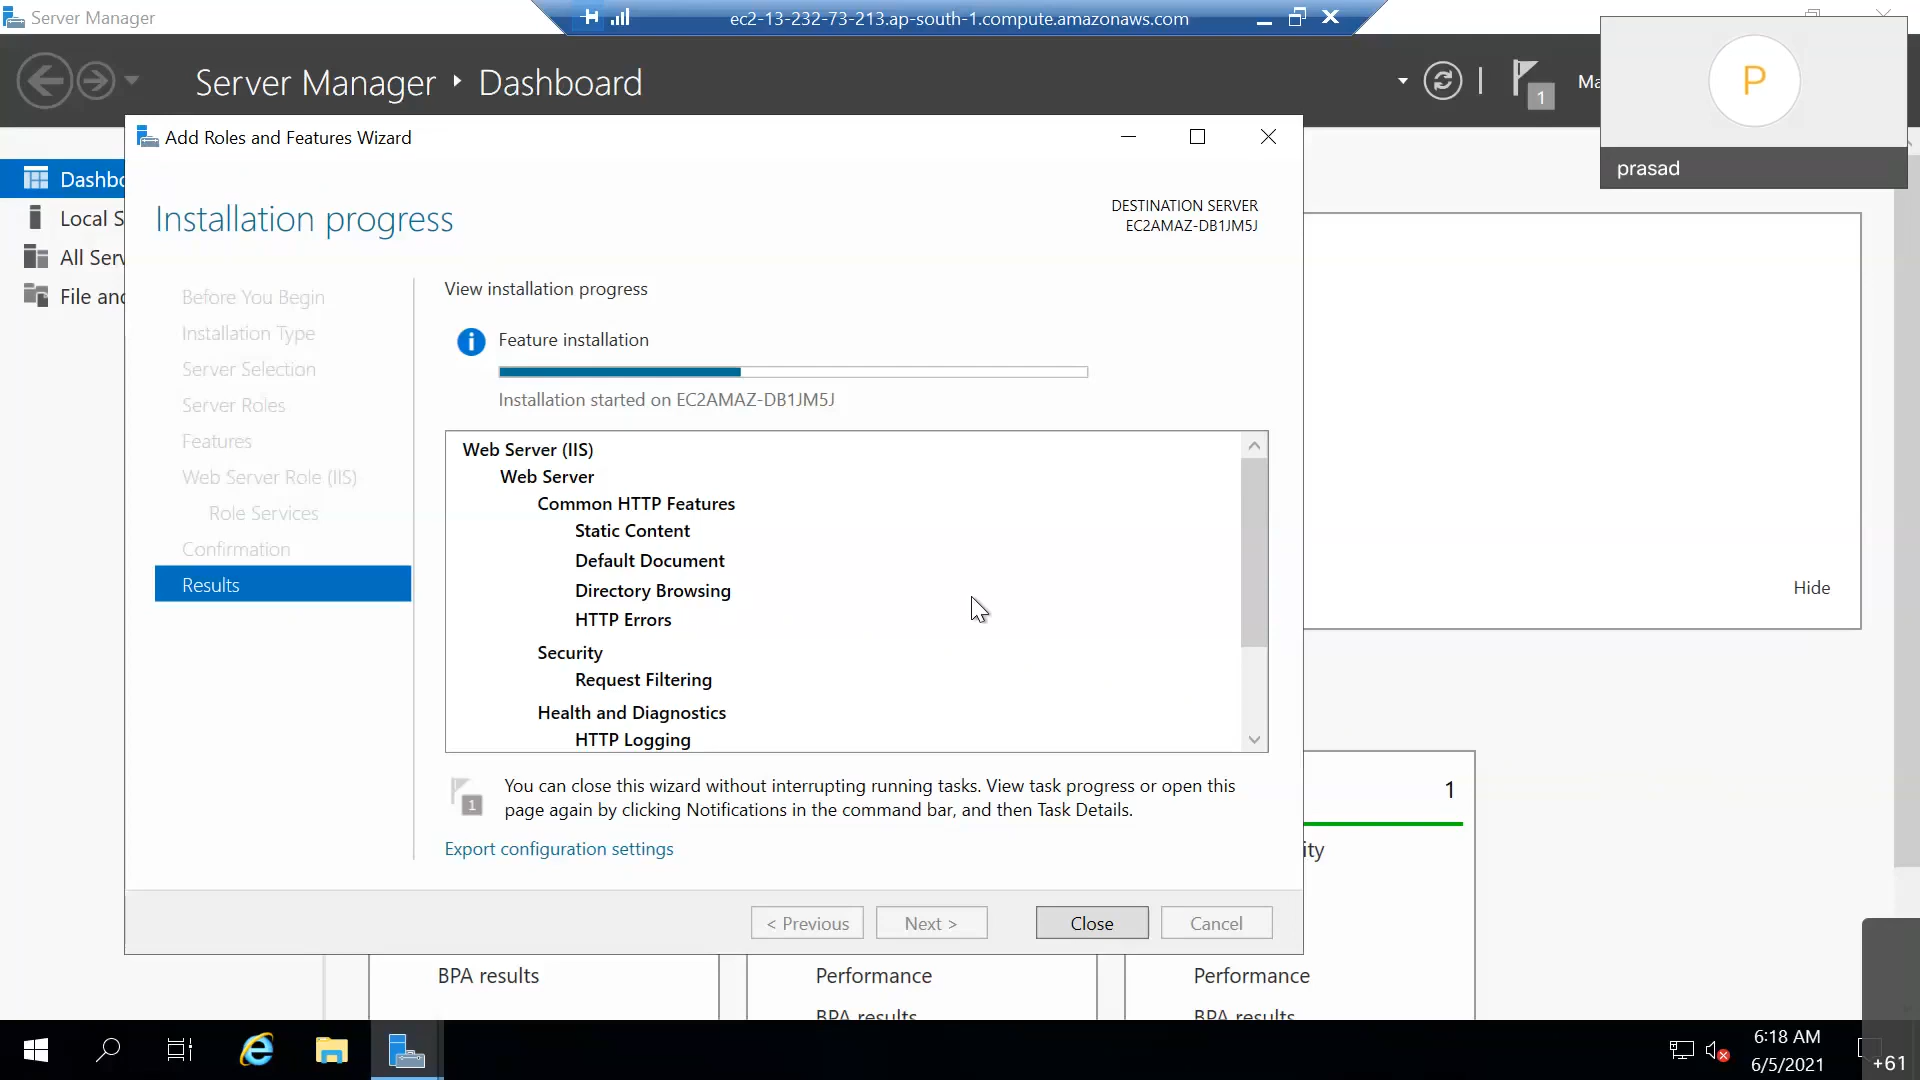 Server Manager
ec2-13-232-73-213.ap-south-1.compute.amazonaws.com
Server Manager
Dashboard
1
Ma
P
prasad
Dashbo
Local S
All Serv
File and
Add Roles and Features Wizard
Installation progress
DESTINATION SERVER
EC2AMAZ-DB1JM5J
Before You Begin
Installation Type
Server Selection
Server Roles
Features
Web Server Role (IIS)
Role Services
Confirmation
Results
View installation progress
Feature installation
Installation started on EC2AMAZ-DB1JM5J
Web Server (IIS)
Web Server
Common HTTP Features
Static Content
Default Document
Directory Browsing
HTTP Errors
Security
Request Filtering
Health and Diagnostics
HTTP Logging
1
You can close this wizard without interrupting running tasks. View task progress or open this
page again by clicking Notifications in the command bar, and then Task Details.
Export configuration settings
< Previous
Next >
Close
Cancel
Hide
1
ity
BPA results
Performance
Performance
BPA results
BPA results
6:18 AM
6/5/2021
+61